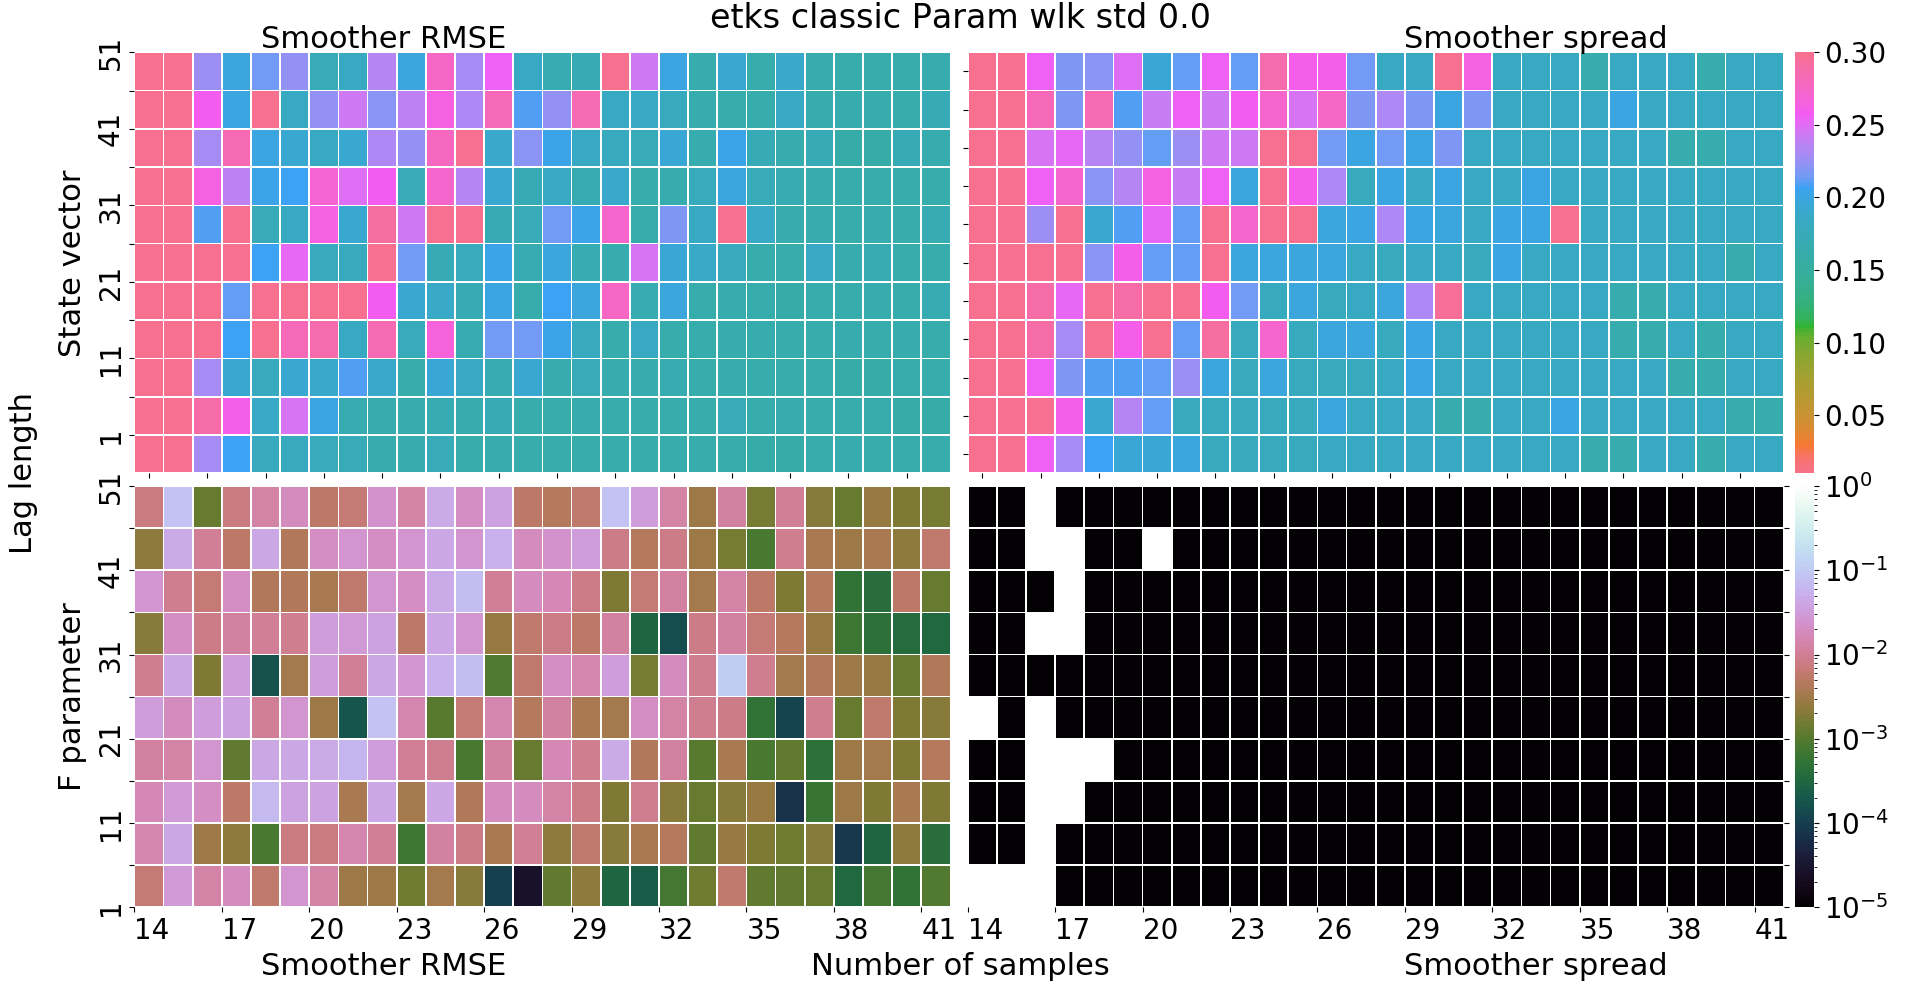 etks classic Param wlk std 0.0
Smoother RMSE
Smoother spread
Lag length
State vector
51
41
31
21
11
1
0.30
0.25
0.20
0.15
0.10
0.05
F parameter
51
41
31
21
11
1
10⁰
10⁻¹
10⁻²
10⁻³
10⁻⁴
10⁻⁵
14 17 20 23 26 29 32 35 38 41
14 17 20 23 26 29 32 35 38 41
Smoother RMSE
Number of samples
Smoother spread